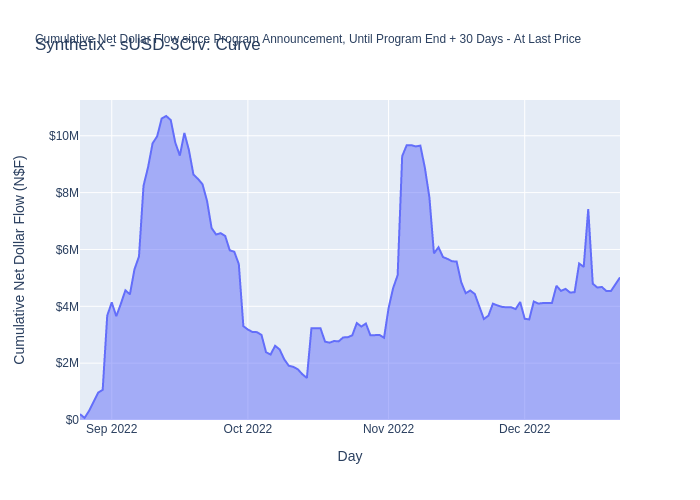 Cumulative Net Dollar Flow since Program Announcement, Until Program End + 30 Days - At Last Price
Synthetix - sUSD-3Crv: Curve
Cumulative Net Dollar Flow (N$F)
$10M
$8M
$6M
$4M
$2M
$0
Sep 2022
Oct 2022
Nov 2022
Dec 2022
Day